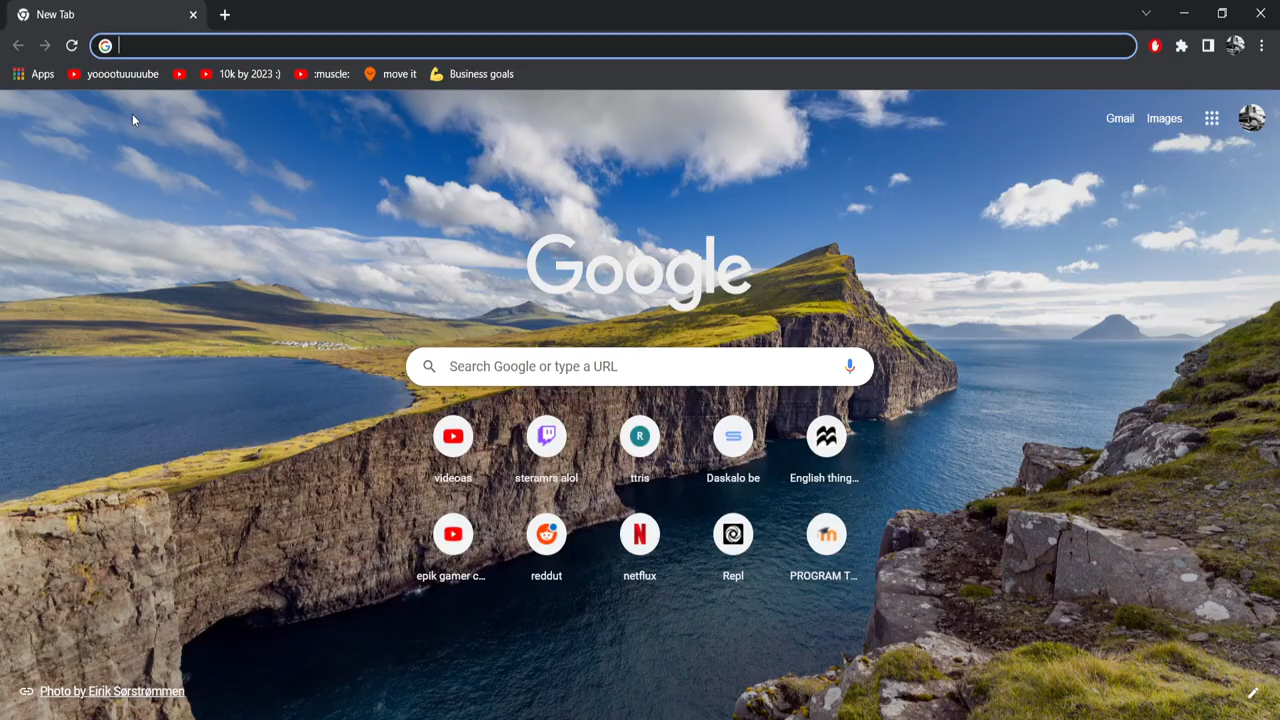 New Tab
Apps yooootuuuuube 10k by 2023 :) :muscle: move it Business goals
Gmail Images
Google
Search Google or type a URL
videoas steramrs alol ttris Daskalo be English thing...
epik gamer c... reddut netflux Repl PROGRAM T...
Photo by Eirik Sørstrømmen